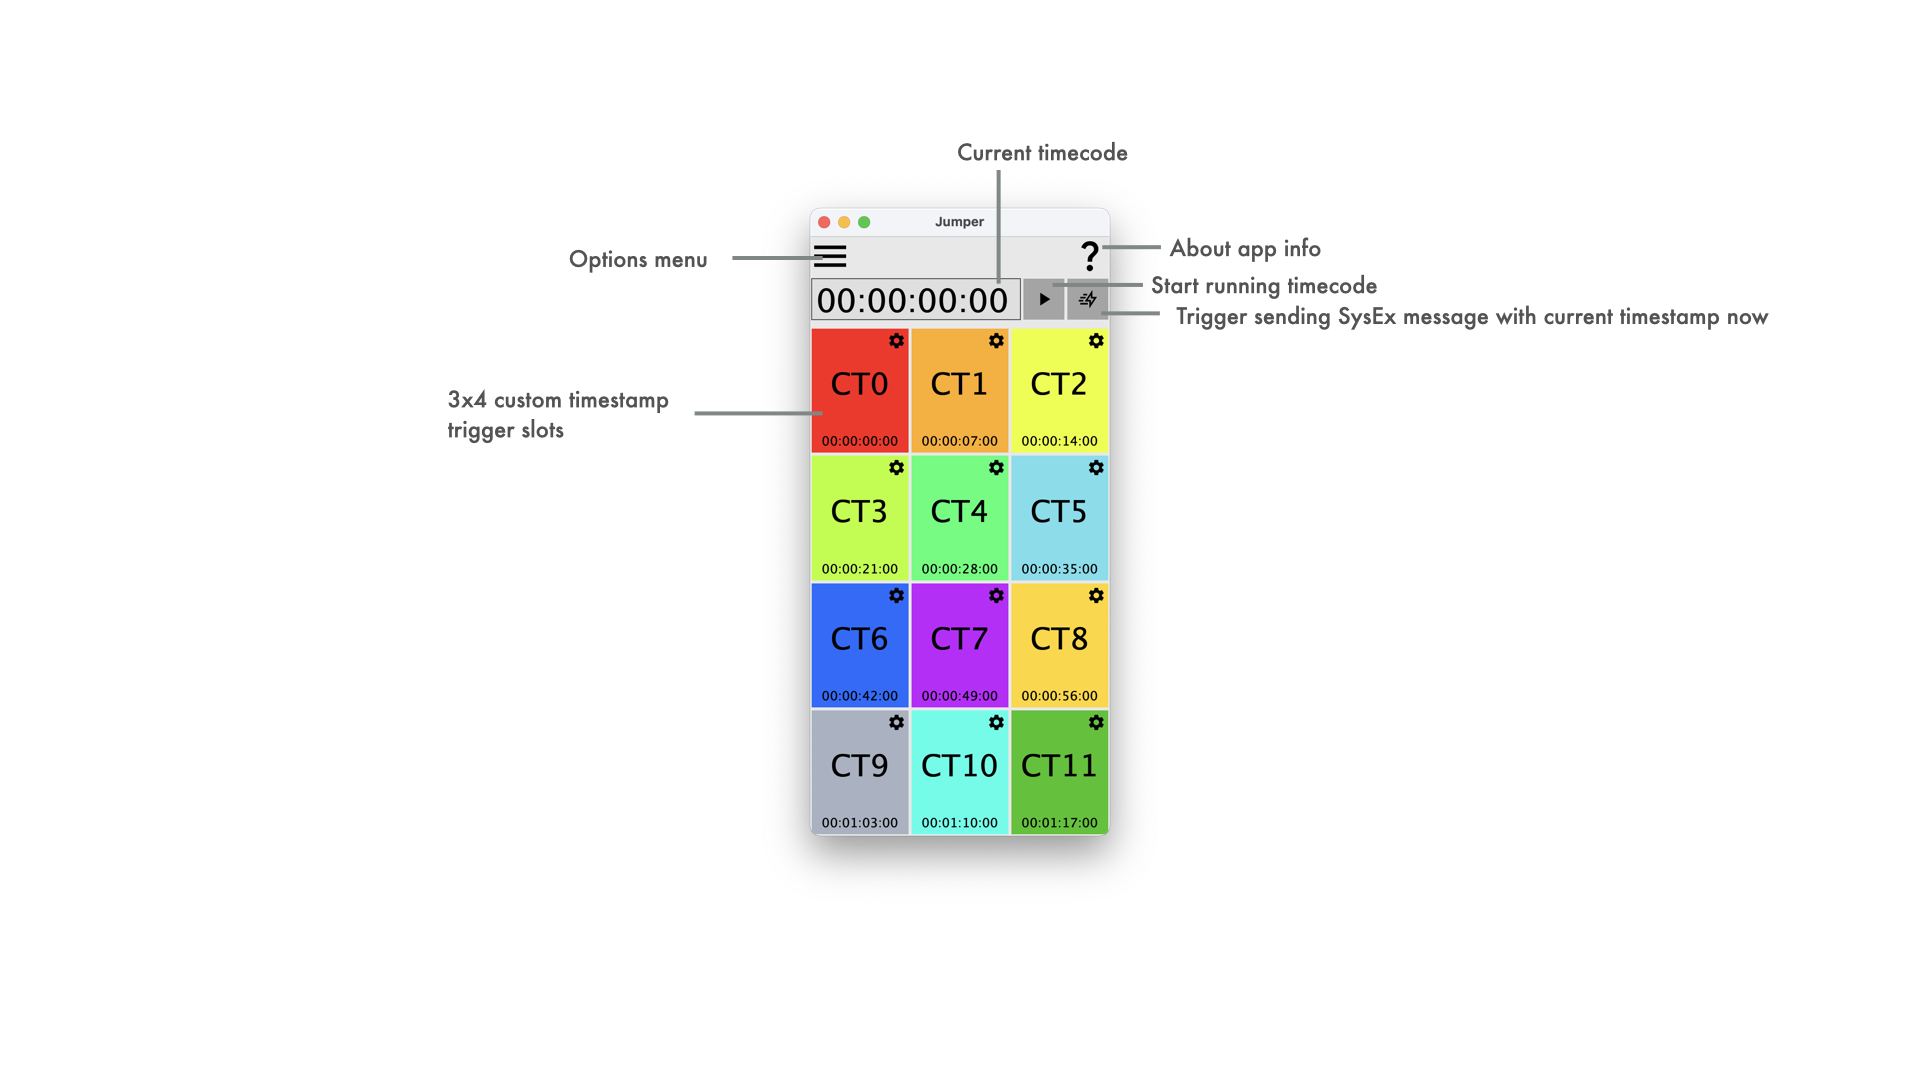 Current timecode
Jumper
Options menu
?
About app info
00:00:00:00
Start running timecode
Trigger sending SysEx message with current timestamp now
3x4 custom timestamp
trigger slots
CT0
CT1
CT2
00:00:00:00
00:00:07:00
00:00:14:00
CT3
CT4
CT5
00:00:21:00
00:00:28:00
00:00:35:00
CT6
CT7
CT8
00:00:42:00
00:00:49:00
00:00:56:00
CT9
CT10
CT11
00:01:03:00
00:01:10:00
00:01:17:00